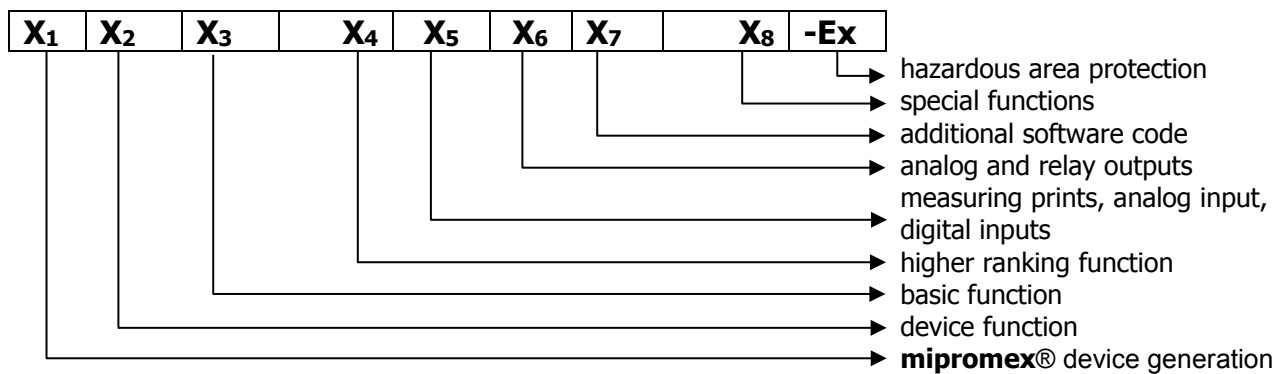 X₁ X₂ X₃ X₄ X₅ X₆ X₇ X₈ -Ex
hazardous area protection
special functions
additional software code
analog and relay outputs
measuring prints, analog input,
digital inputs
higher ranking function
basic function
device function
mipromex® device generation